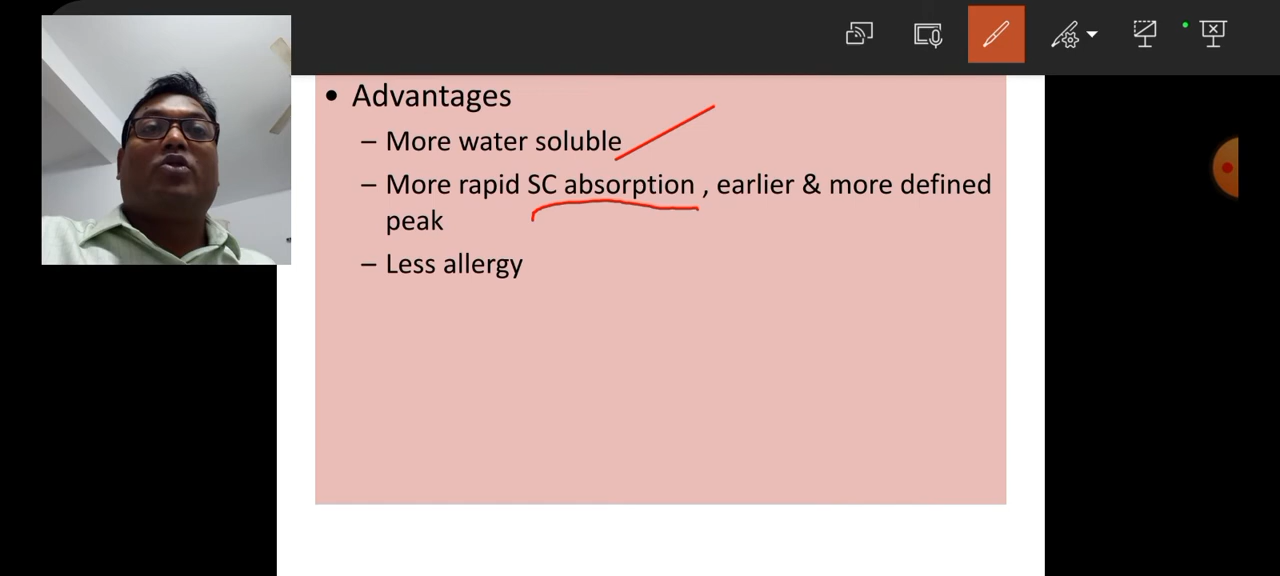 • Advantages
– More water soluble
– More rapid SC absorption , earlier & more defined
peak
– Less allergy